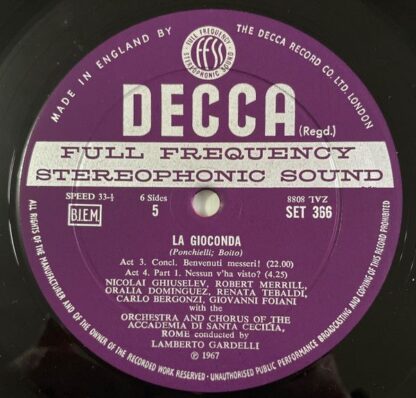 MADE IN ENGLAND BY THE DECCA RECORD CO. LTD. LONDON
FULL FREQUENCY
ffss
STEREOPHONIC SOUND
DECCA (Regd.)
FULL FREQUENCY
STEREOPHONIC SOUND
SPEED 33-⅓ 6 Sides ZAL 8088
B.I.E.M. 5 SET 366
LA GIOCONDA
(Ponchielli; Boito)
Act 3. Concl. Benvenuti messeri! (22.00)
Act 4. Part 1. Nessun v'ha visto? (4.25)
NICOLAI GHIUSELEV, ROBERT MERRILL,
ORALIA DOMINGUEZ, RENATA TEBALDI,
CARLO BERGONZI, GIOVANNI FOIANI
with the
ORCHESTRA AND CHORUS OF THE
ACCADEMIA DI SANTA CECILIA,
ROME conducted by
LAMBERTO GARDELLI
℗ 1967
ALL RIGHTS OF THE MANUFACTURER AND OF THE OWNER OF THE RECORDED WORK RESERVED · UNAUTHORISED PUBLIC PERFORMANCE BROADCASTING AND COPYING OF THIS RECORD PROHIBITED